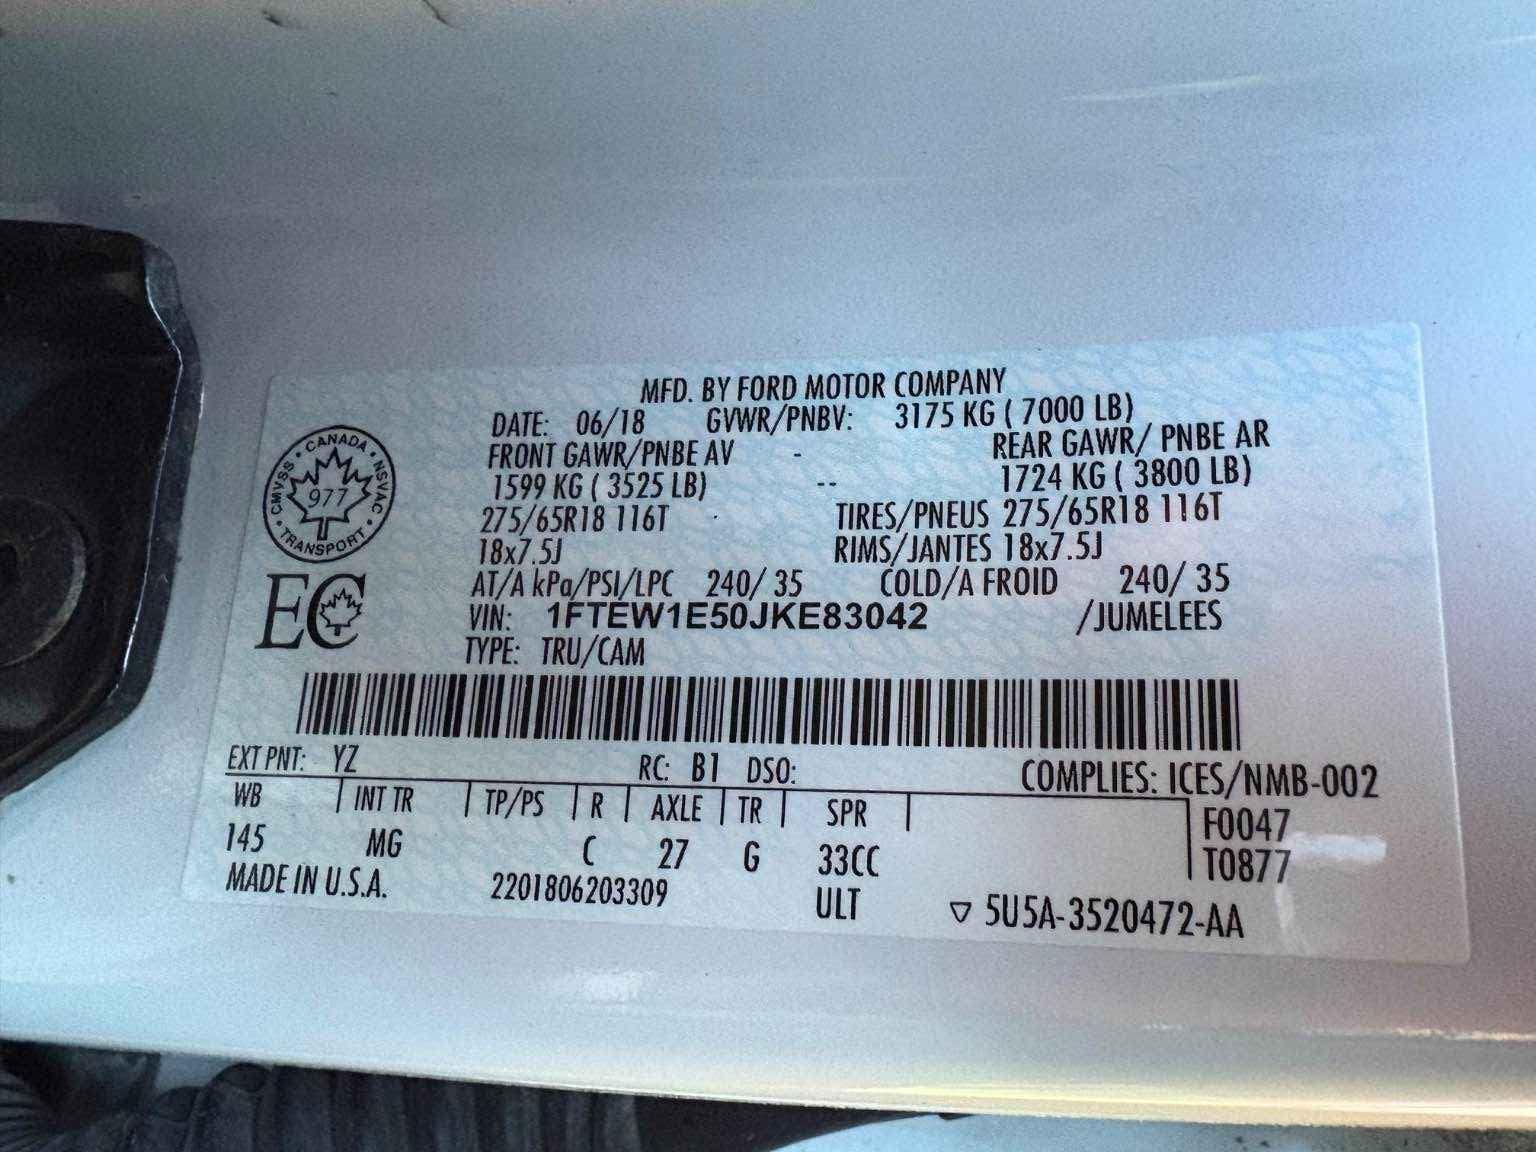 MFD. BY FORD MOTOR COMPANY
DATE: 06/18 GVWR/PNBV: 3175 KG ( 7000 LB)
FRONT GAWR/PNBE AV - REAR GAWR/ PNBE AR
1599 KG ( 3525 LB) -- 1724 KG ( 3800 LB)
275/65R18 116T TIRES/PNEUS 275/65R18 116T
18x7.5J RIMS/JANTES 18x7.5J
AT/A kPa/PSI/LPC 240/ 35 COLD/A FROID 240/ 35
VIN: 1FTEW1E50JKE83042 /JUMELEES
TYPE: TRU/CAM
CANADA • NSVAC • TRANSPORT • CMVSS •
977
EC
EXT PNT: YZ RC: B1 DSO: COMPLIES: ICES/NMB-002
WB INT TR TP/PS R AXLE TR SPR F0047
145 MG C 27 G 33CC T0877
MADE IN U.S.A. 2201806203309 ULT ▽ 5U5A-3520472-AA